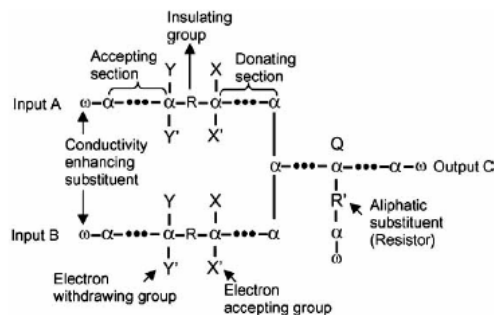 Insulating
group
Accepting
section
Y
X
Donating
section
Input A
ω–α–•••–α–R–α–•••–α
Y'
X'
Conductivity
enhancing
substituent
Q
α–•••–α–•••–α–ω Output C
R'
Aliphatic
substituent
(Resistor)
α
ω
Y
X
Input B
ω–α–•••–α–R–α–•••–α
Y'
X'
Electron
withdrawing group
Electron
accepting group